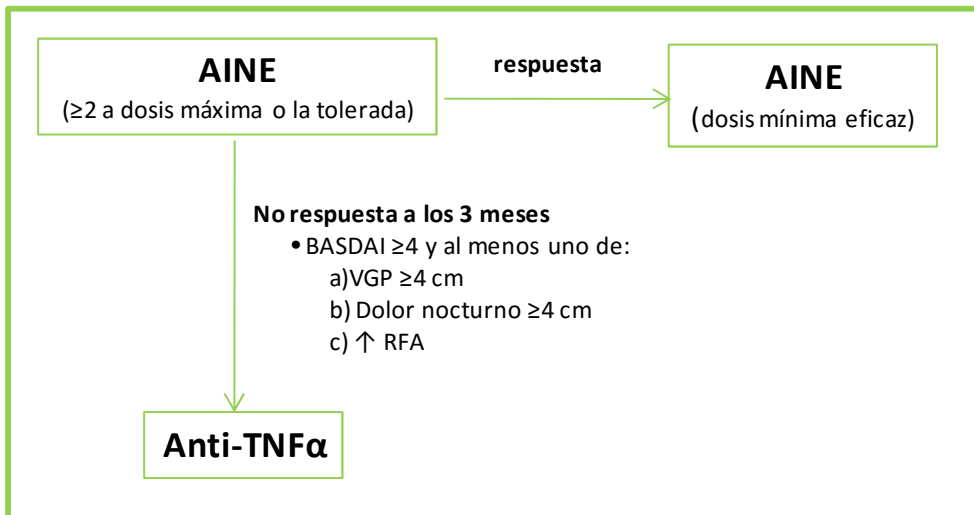 AINE
(≥2 a dosis máxima o la tolerada)
respuesta
AINE
(dosis mínima eficaz)
No respuesta a los 3 meses
• BASDAI ≥4 y al menos uno de:
a)VGP ≥4 cm
b) Dolor nocturno ≥4 cm
c) ↑ RFA
Anti-TNFα